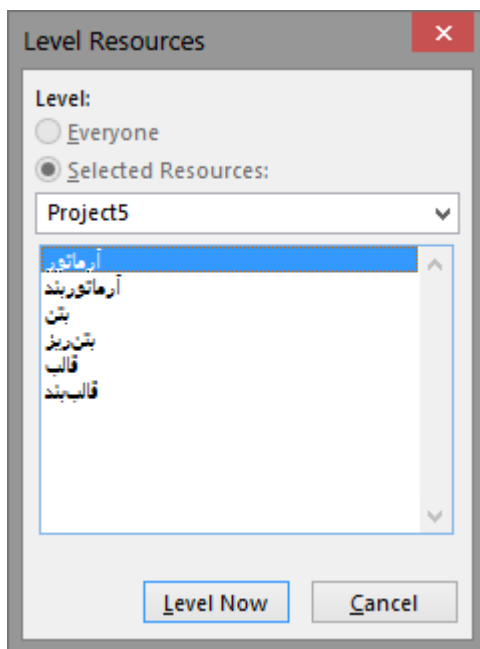 Level Resources
Level:
Everyone
Selected Resources:
Project5
آرماتور
آرماتوربند
بتن
بتن‌ریز
قالب
قالب‌بند
Level Now
Cancel